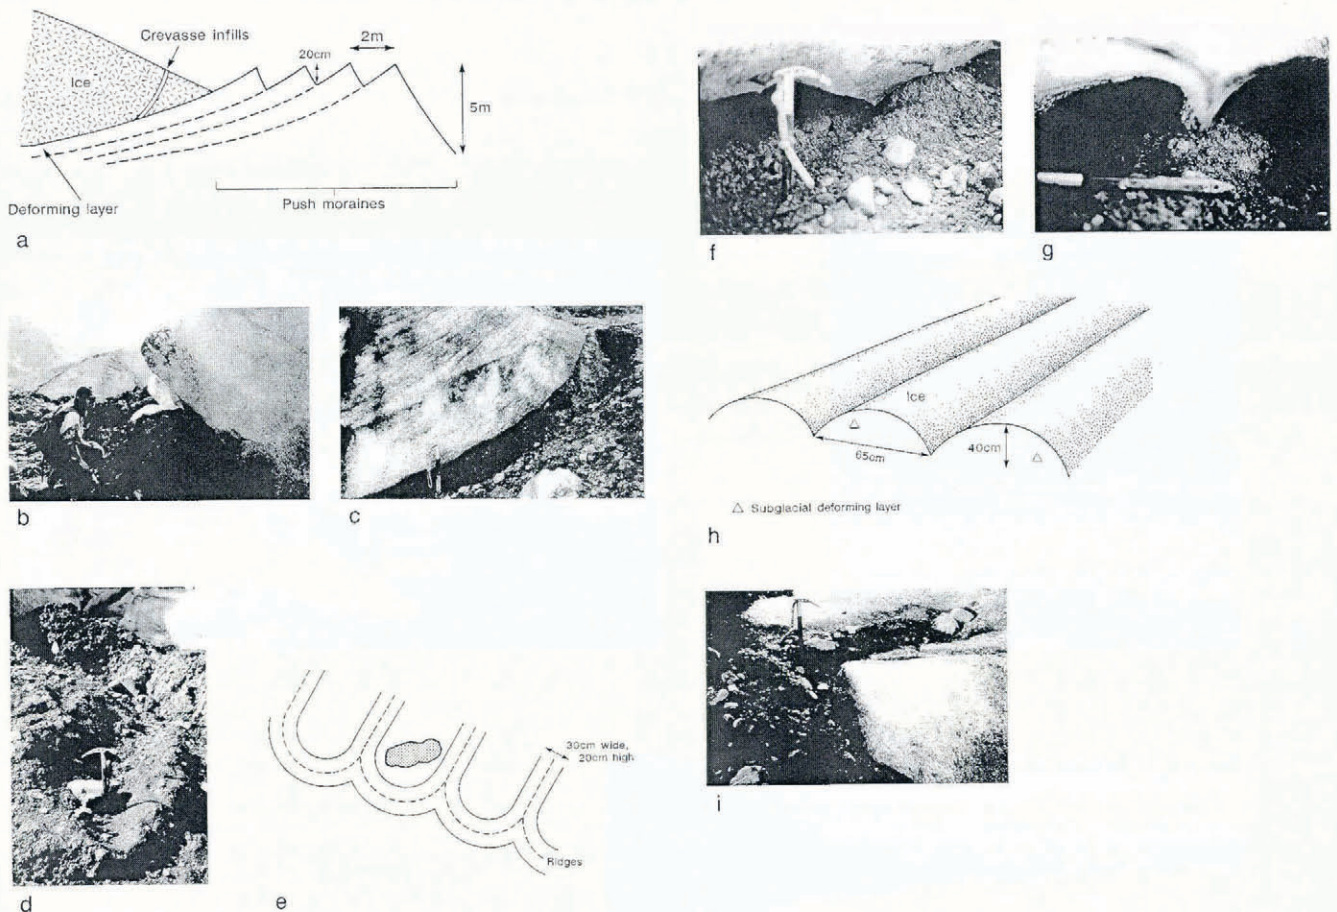 Crevasse infills
2m
20cm
Ice
5m
Deforming layer
Push moraines
a
b
c
d
30cm wide,
20cm high
Ridges
e
f
g
Ice
65cm
40cm
△ Subglacial deforming layer
h
i